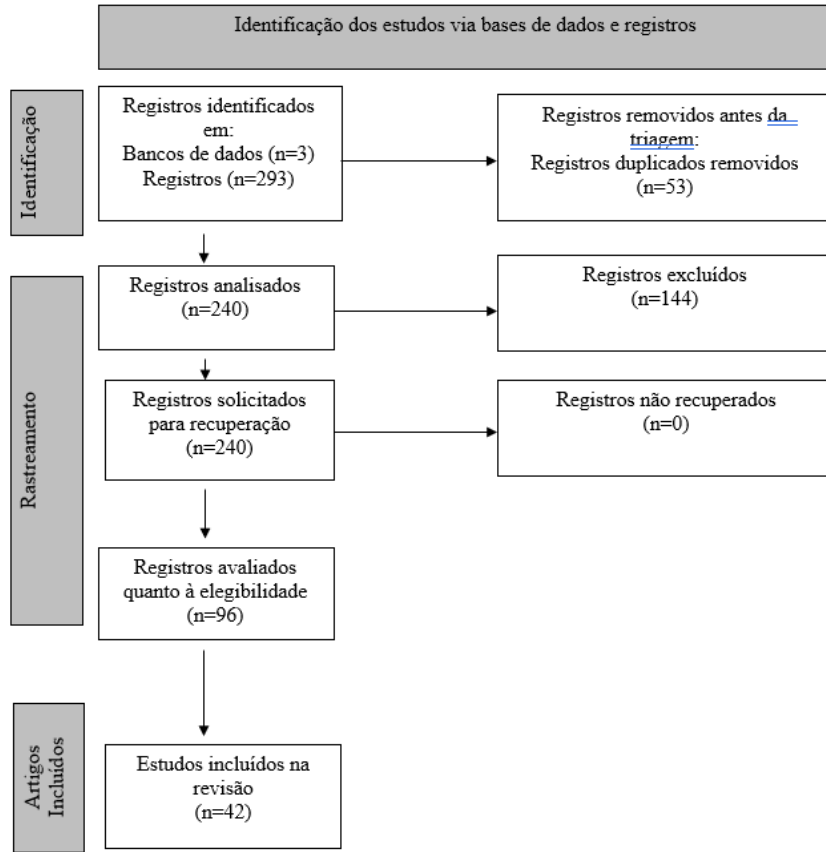 Identificação dos estudos via bases de dados e registros
Identificação
Registros identificados
em:
Bancos de dados (n=3)
Registros (n=293)
Registros removidos antes da
triagem:
Registros duplicados removidos
(n=53)
Rastreamento
Registros analisados
(n=240)
Registros excluídos
(n=144)
Registros solicitados
para recuperação
(n=240)
Registros não recuperados
(n=0)
Registros avaliados
quanto à elegibilidade
(n=96)
Artigos
Incluídos
Estudos incluídos na
revisão
(n=42)